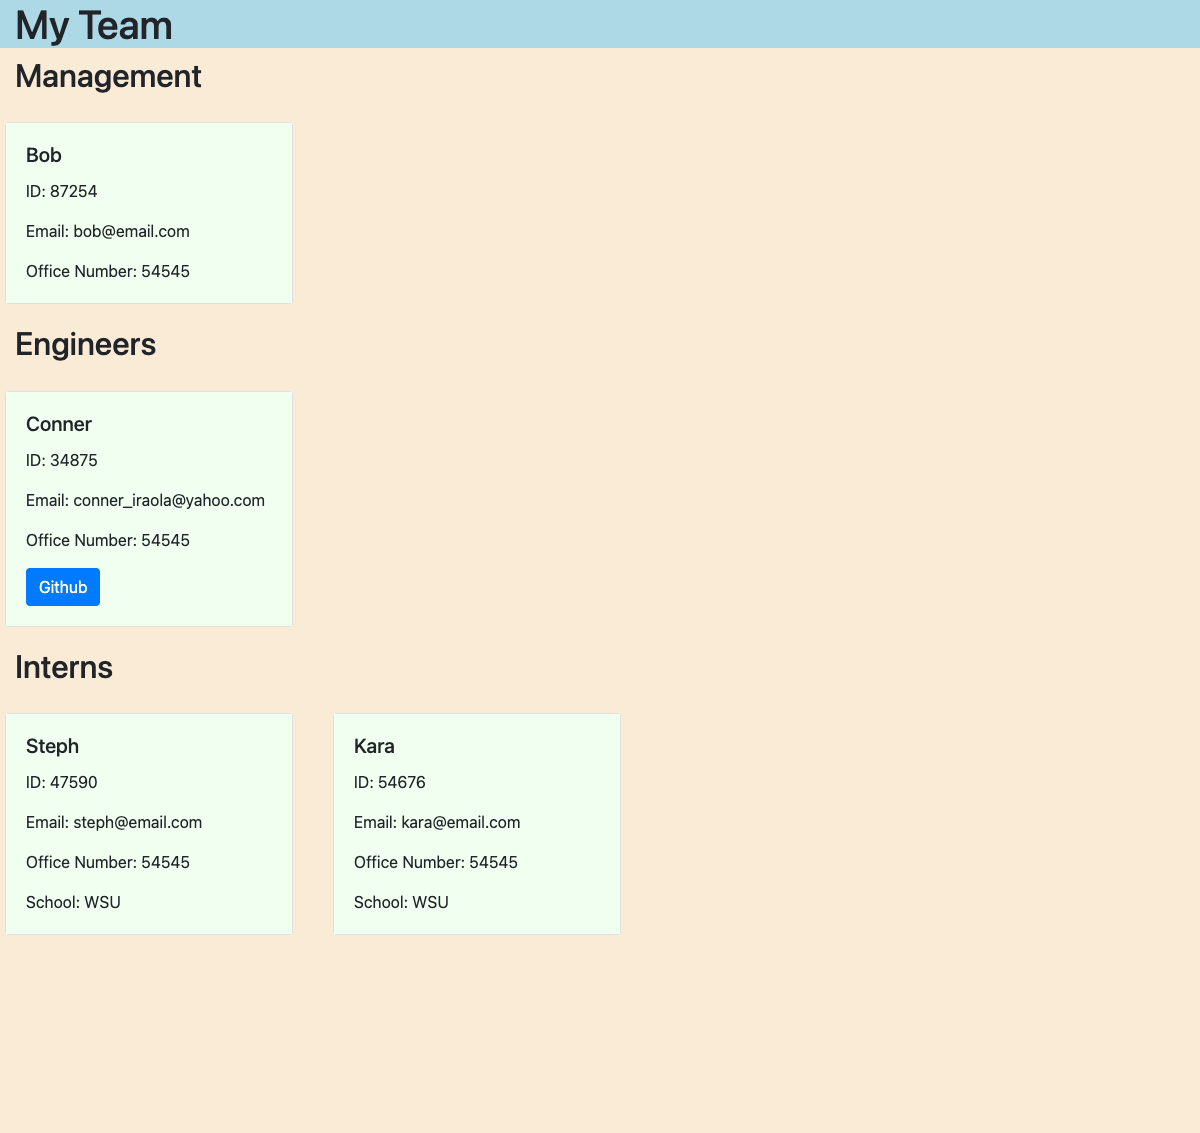 My Team
Management
Bob
ID: 87254
Email: bob@email.com
Office Number: 54545
Engineers
Conner
ID: 34875
Email: conner_iraola@yahoo.com
Office Number: 54545
Github
Interns
Steph
ID: 47590
Email: steph@email.com
Office Number: 54545
School: WSU
Kara
ID: 54676
Email: kara@email.com
Office Number: 54545
School: WSU